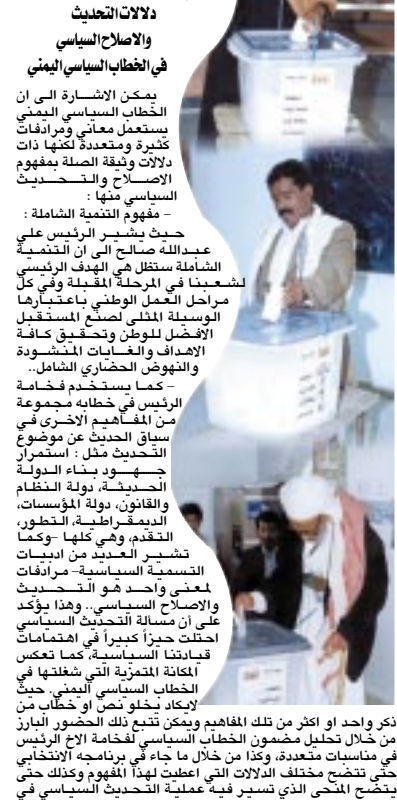 دلالات التحديث
والاصلاح السياسي
في الخطاب السياسي اليمني
يمكن الاشارة الى ان
الخطاب السياسي اليمني
يستعمل معاني ومرادفات
كثيرة ومتعددة لكنها ذات
دلالات وثيقة الصلة بمفهوم
الاصلاح والتحديث
السياسي منها :
- مفهوم التنمية الشاملة :
حيث يشير الرئيس علي
عبدالله صالح الى ان التنمية
الشاملة ستظل هي الهدف الرئيسي
لشعبنا في المرحلة المقبلة وفي كل
مراحل العمل الوطني باعتبارها
الوسيلة المثلى لصنع المستقبل
الافضل للوطن وتحقيق كافة
الاهداف والغايات المنشودة
والنهوض الحضاري الشامل..
- كما يستخدم فخامة
الرئيس في خطابه مجموعة
من المفاهيم الاخرى في
سياق الحديث عن موضوع
التحديث مثل : استمرار
جهود بناء الدولة
الحديثة، دولة النظام
والقانون، دولة المؤسسات،
الديمقراطية، التطور،
التقدم، وهي كلها -وكما
تشير العديد من ادبيات
التسمية السياسية- مرادفات
لمعنى واحد هو التحديث
والاصلاح السياسي.. وهذا يؤكد
على أن مسألة التحديث السياسي
احتلت حيزاً كبيراً في اهتمامات
قيادتنا السياسية، كما تعكس
المكانة المتمزية التي شغلتها في
الخطاب السياسي اليمني. حيث
لايكاد يخلو نص او خطاب من
ذكر واحد او اكثر من تلك المفاهيم ويمكن تتبع ذلك الحضور البارز
من خلال تحليل مضمون الخطاب السياسي لفخامة الاخ الرئيس
في مناسبات متعددة، وكذا من خلال ما جاء في برنامجه الانتخابي
حتى تتضح مختلف الدلالات التي اعطيت لهذا المفهوم وكذلك حتى
يتضح المنحى الذي تسير فيه عملية التحديث السياسي في